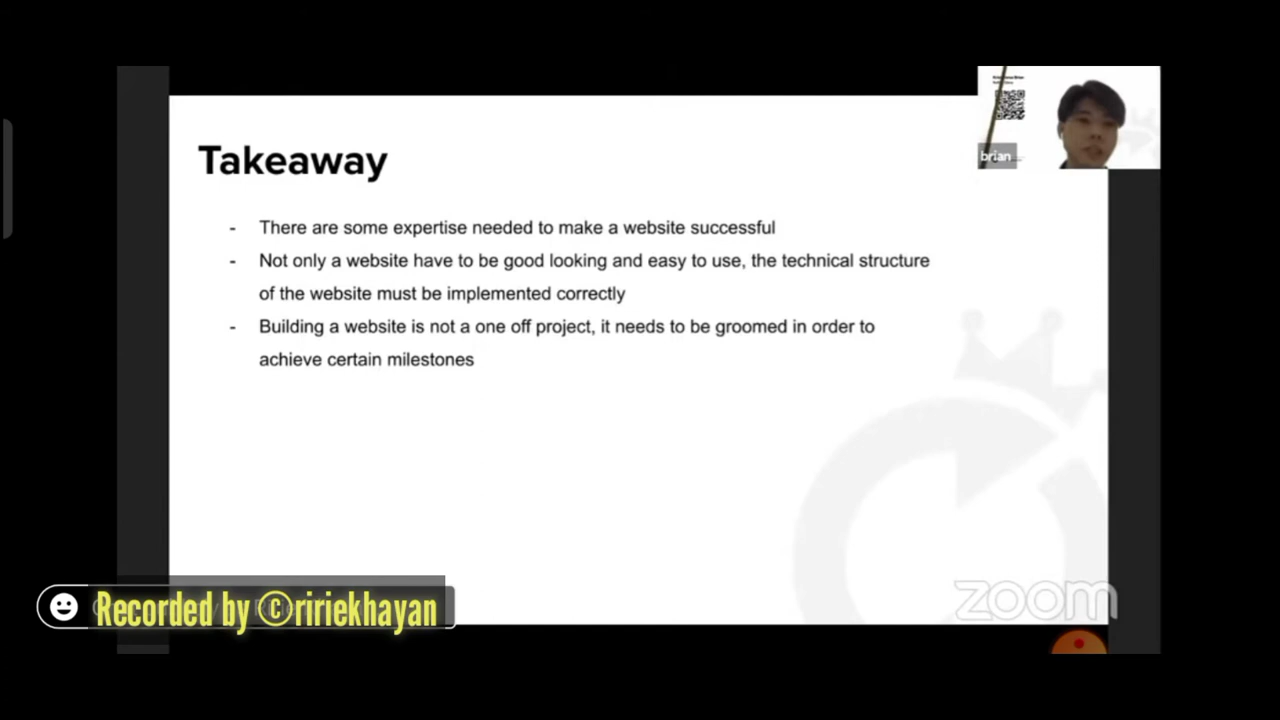 Takeaway
brian
- There are some expertise needed to make a website successful
- Not only a website have to be good looking and easy to use, the technical structure
of the website must be implemented correctly
- Building a website is not a one off project, it needs to be groomed in order to
achieve certain milestones
zoom
Recorded by ©ririekhayan